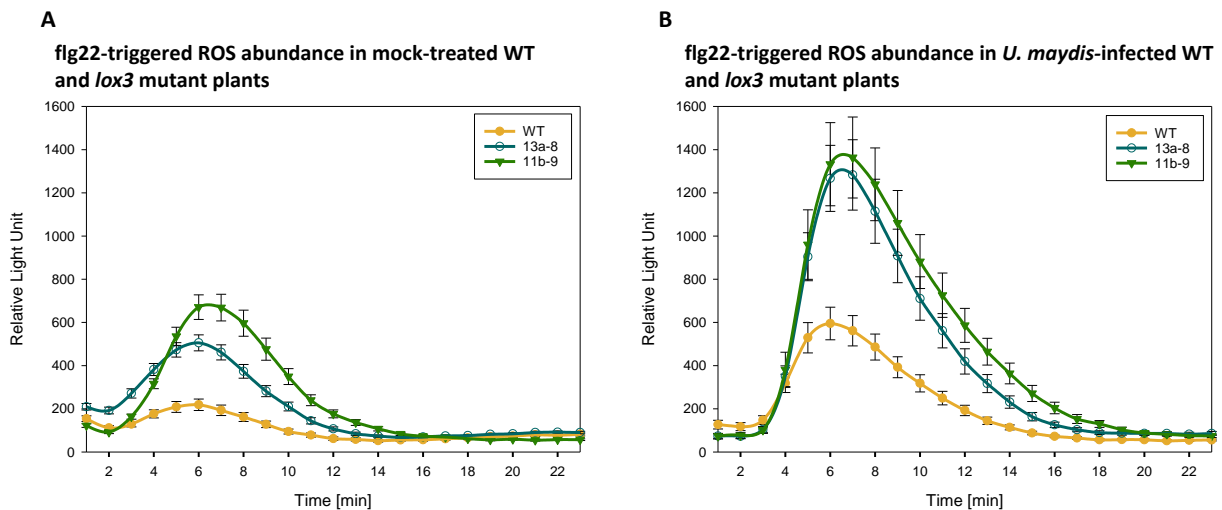 A
flg22-triggered ROS abundance in mock-treated WT
and lox3 mutant plants
1600
1400
1200
1000
800
600
400
200
0
Relative Light Unit
2 4 6 8 10 12 14 16 18 20 22
Time [min]
WT
13a-8
11b-9
B
flg22-triggered ROS abundance in U. maydis-infected WT
and lox3 mutant plants
1600
1400
1200
1000
800
600
400
200
0
Relative Light Unit
2 4 6 8 10 12 14 16 18 20 22
Time [min]
WT
13a-8
11b-9